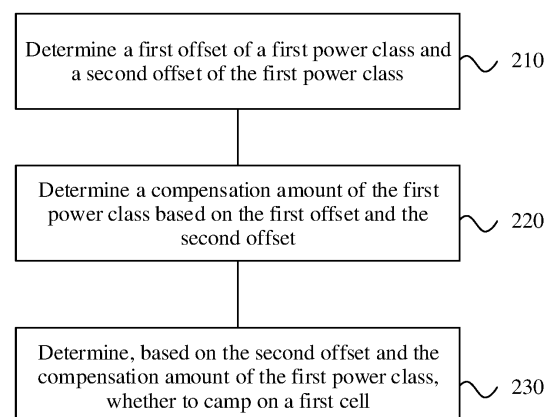 Determine a first offset of a first power class and
a second offset of the first power class
210
Determine a compensation amount of the first
power class based on the first offset and the
second offset
220
Determine, based on the second offset and the
compensation amount of the first power class,
whether to camp on a first cell
230